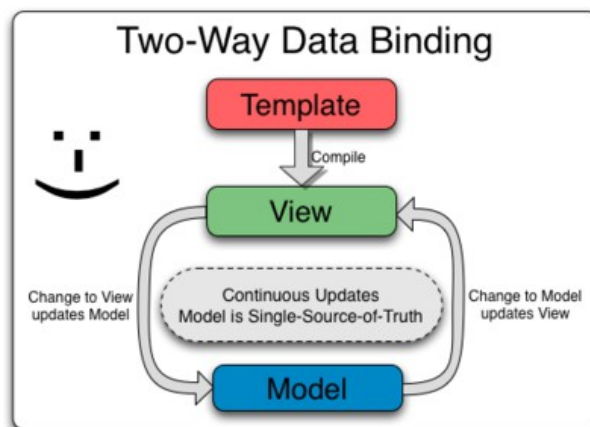 Two-Way Data Binding
Template
Compile
View
Change to View
updates Model
Continuous Updates
Model is Single-Source-of-Truth
Change to Model
updates View
Model